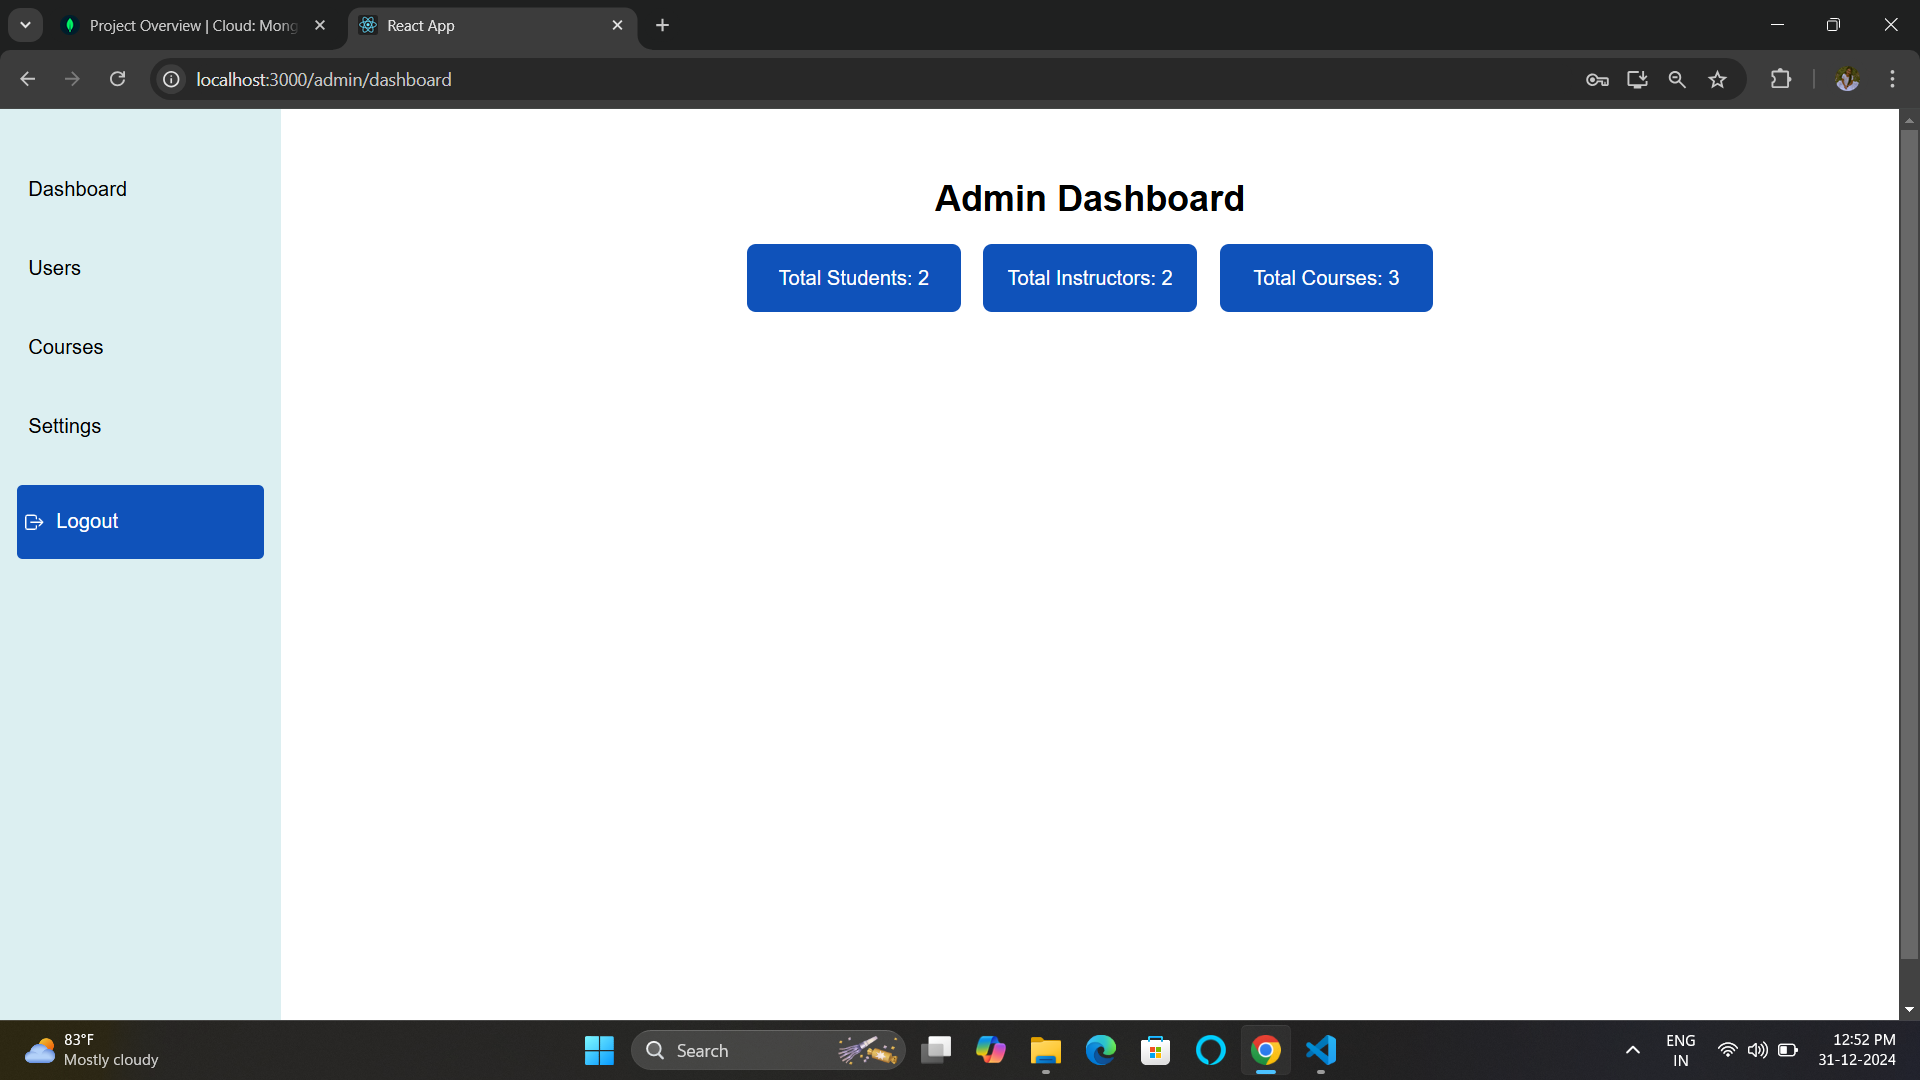 Project Overview | Cloud: Mong
React App
localhost:3000/admin/dashboard
Dashboard
Users
Courses
Settings
Logout
Admin Dashboard
Total Students: 2
Total Instructors: 2
Total Courses: 3
83°F
Mostly cloudy
Search
ENG
IN
12:52 PM
31-12-2024